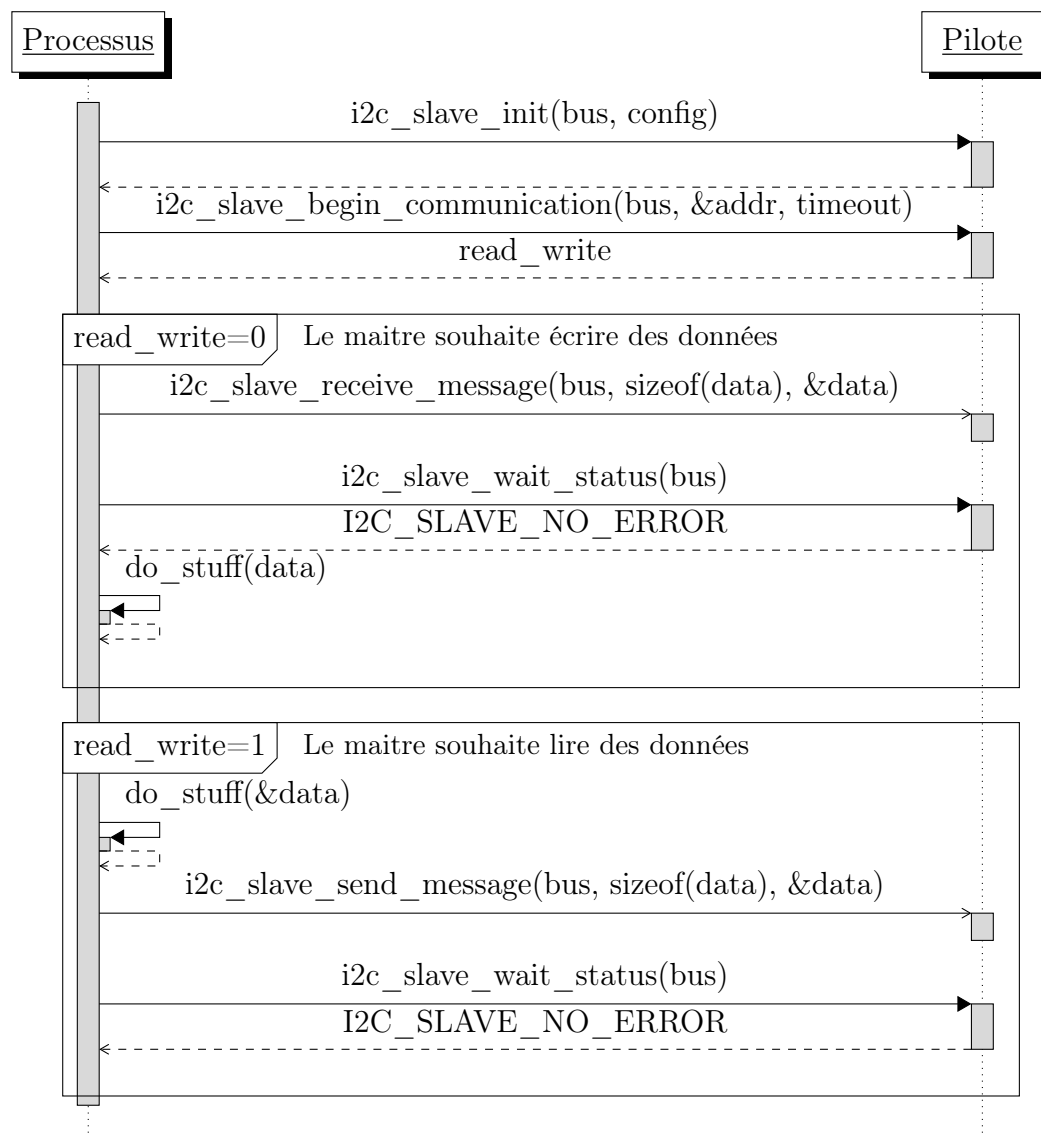 Processus
Pilote
i2c_slave_init(bus, config)
i2c_slave_begin_communication(bus, &addr, timeout)
read_write
read_write=0
Le maitre souhaite écrire des données
i2c_slave_receive_message(bus, sizeof(data), &data)
i2c_slave_wait_status(bus)
I2C_SLAVE_NO_ERROR
do_stuff(data)
read_write=1
Le maitre souhaite lire des données
do_stuff(&data)
i2c_slave_send_message(bus, sizeof(data), &data)
i2c_slave_wait_status(bus)
I2C_SLAVE_NO_ERROR